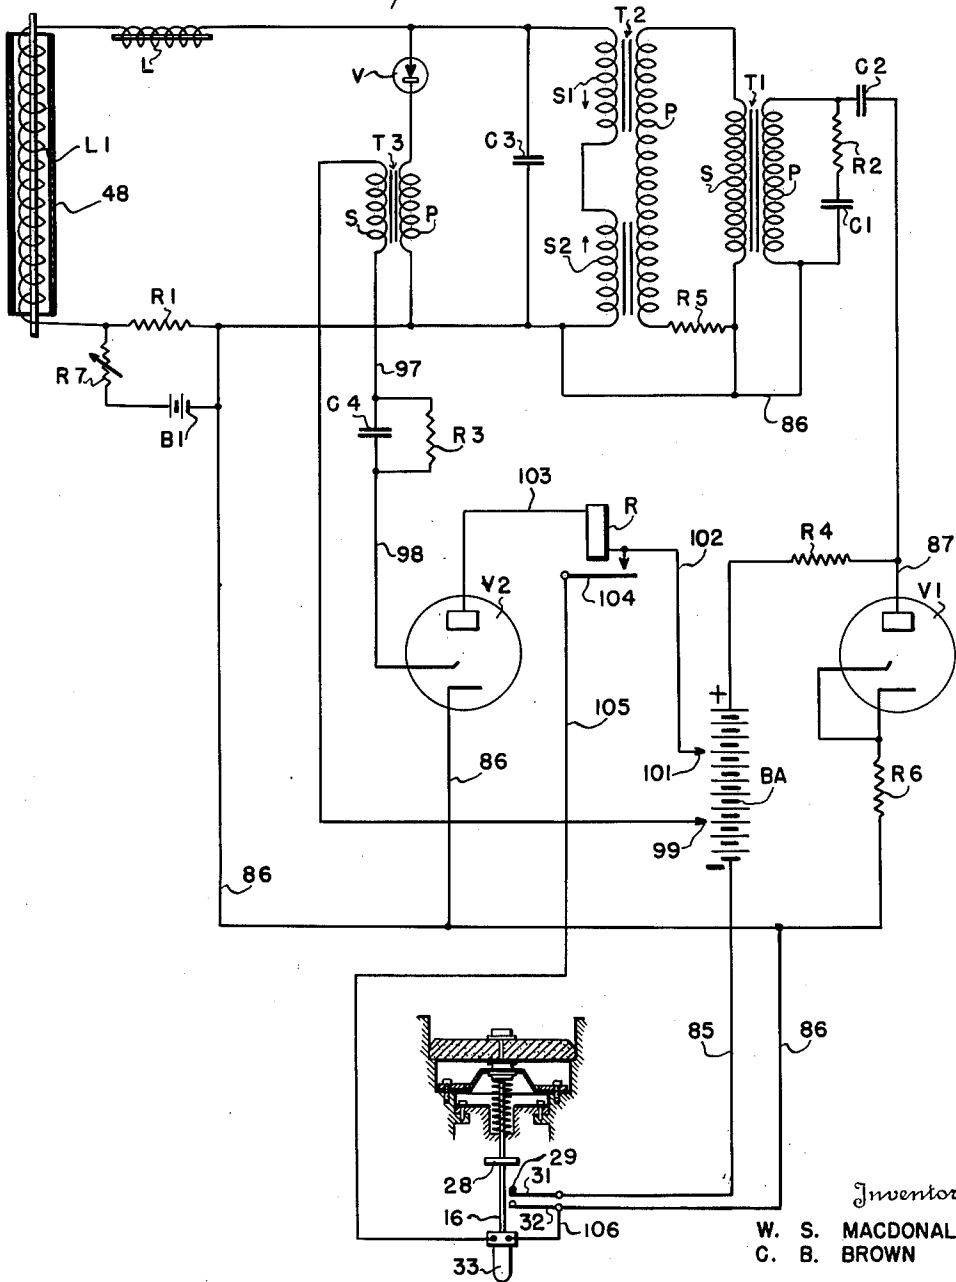 T2
C2
L
V
S1
P
T1
C3
T3
R2
L1
S
P
48
S
P
C1
S2
R1
R5
R7
97
C4
86
B1
R3
103
R
R4
98
102
87
V2
104
V1
+
105
101
BA
86
R6
99
-
86
85
86
29
28
31
16
32
106
33
Inventor
W. S. MACDONAL
C. B. BROWN